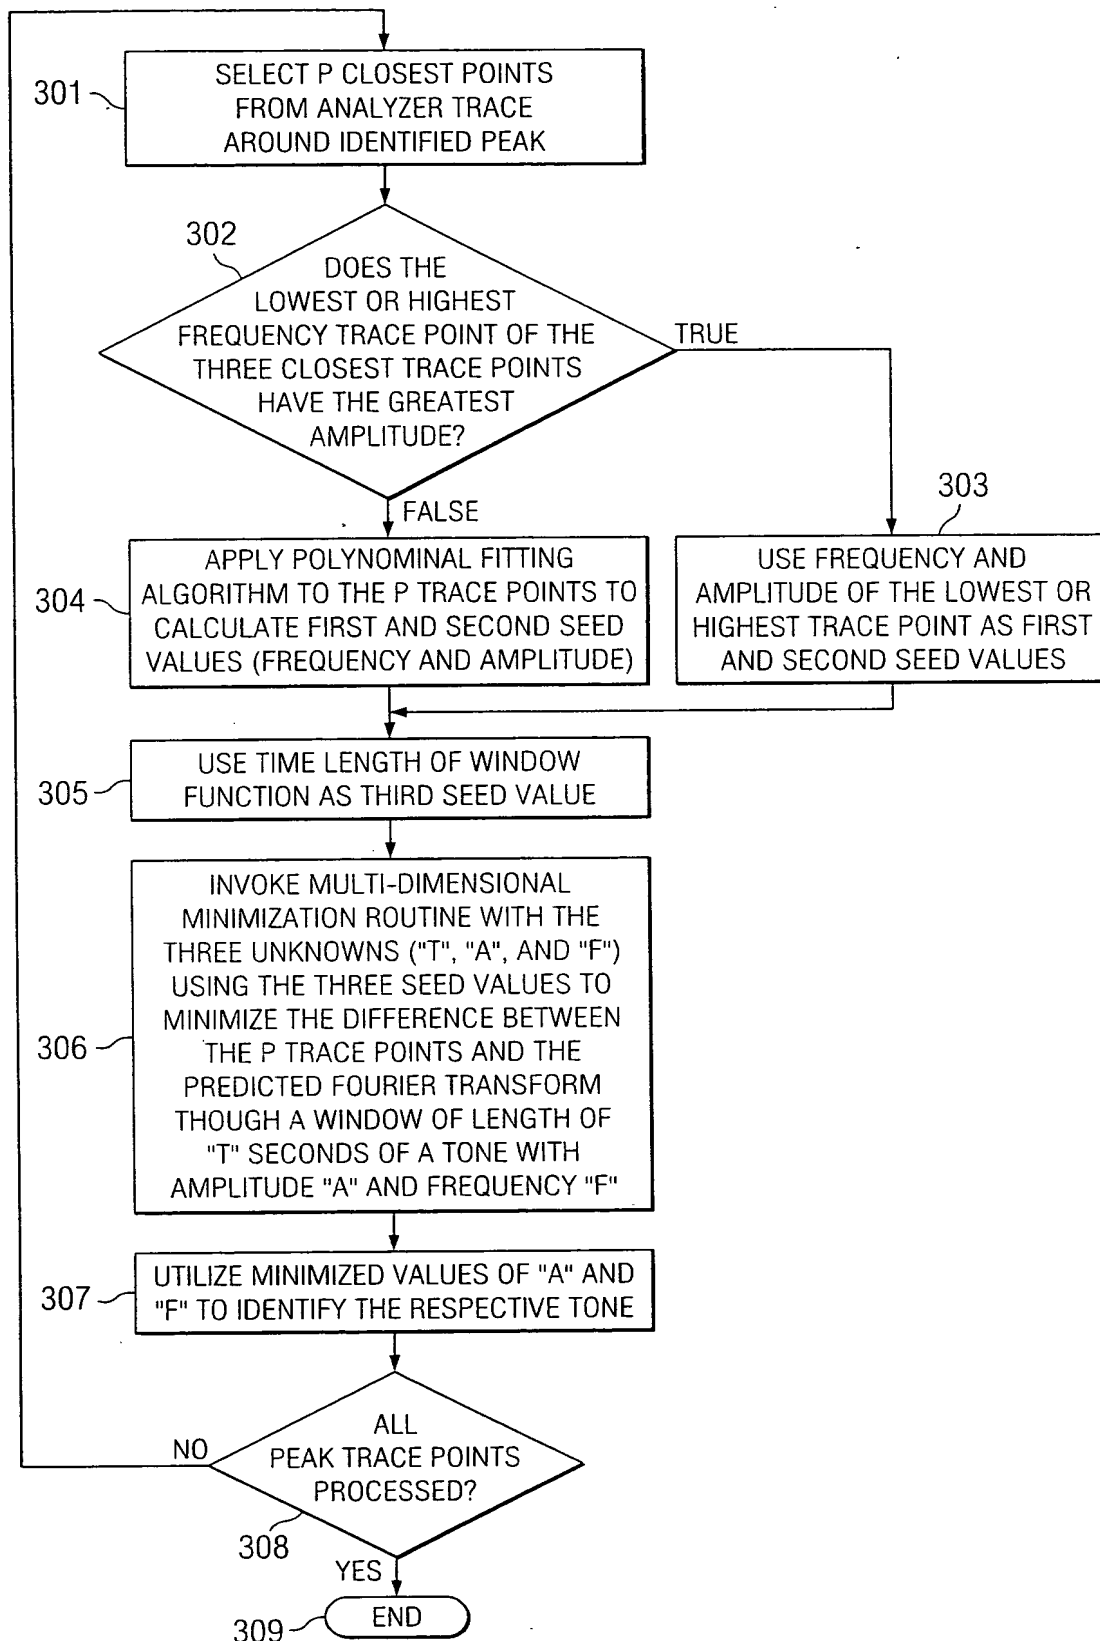 301
SELECT P CLOSEST POINTS
FROM ANALYZER TRACE
AROUND IDENTIFIED PEAK
302
DOES THE
LOWEST OR HIGHEST
FREQUENCY TRACE POINT OF THE
THREE CLOSEST TRACE POINTS
HAVE THE GREATEST
AMPLITUDE?
TRUE
FALSE
303
USE FREQUENCY AND
AMPLITUDE OF THE LOWEST OR
HIGHEST TRACE POINT AS FIRST
AND SECOND SEED VALUES
304
APPLY POLYNOMINAL FITTING
ALGORITHM TO THE P TRACE POINTS TO
CALCULATE FIRST AND SECOND SEED
VALUES (FREQUENCY AND AMPLITUDE)
305
USE TIME LENGTH OF WINDOW
FUNCTION AS THIRD SEED VALUE
306
INVOKE MULTI-DIMENSIONAL
MINIMIZATION ROUTINE WITH THE
THREE UNKNOWNS ("T", "A", AND "F")
USING THE THREE SEED VALUES TO
MINIMIZE THE DIFFERENCE BETWEEN
THE P TRACE POINTS AND THE
PREDICTED FOURIER TRANSFORM
THOUGH A WINDOW OF LENGTH OF
"T" SECONDS OF A TONE WITH
AMPLITUDE "A" AND FREQUENCY "F"
307
UTILIZE MINIMIZED VALUES OF "A" AND
"F" TO IDENTIFY THE RESPECTIVE TONE
ALL
PEAK TRACE POINTS
PROCESSED?
NO
308
YES
END
309